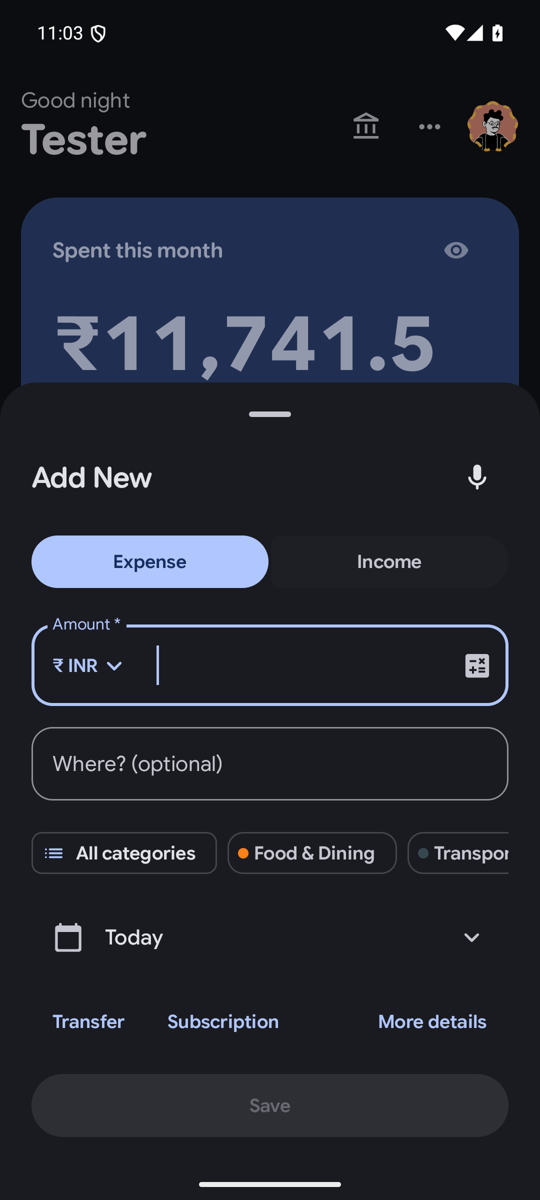 11:03
Good night
Tester
Spent this month
₹11,741.5
Add New
Expense
Income
Amount *
₹ INR
Where? (optional)
All categories
Food & Dining
Transpor
Today
Transfer
Subscription
More details
Save